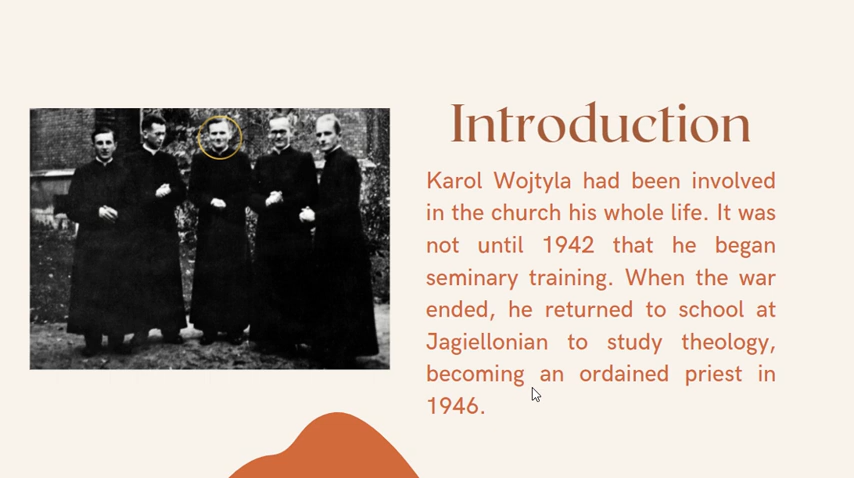 Introduction
Karol Wojtyla had been involved
in the church his whole life. It was
not until 1942 that he began
seminary training. When the war
ended, he returned to school at
Jagiellonian to study theology,
becoming an ordained priest in
1946.